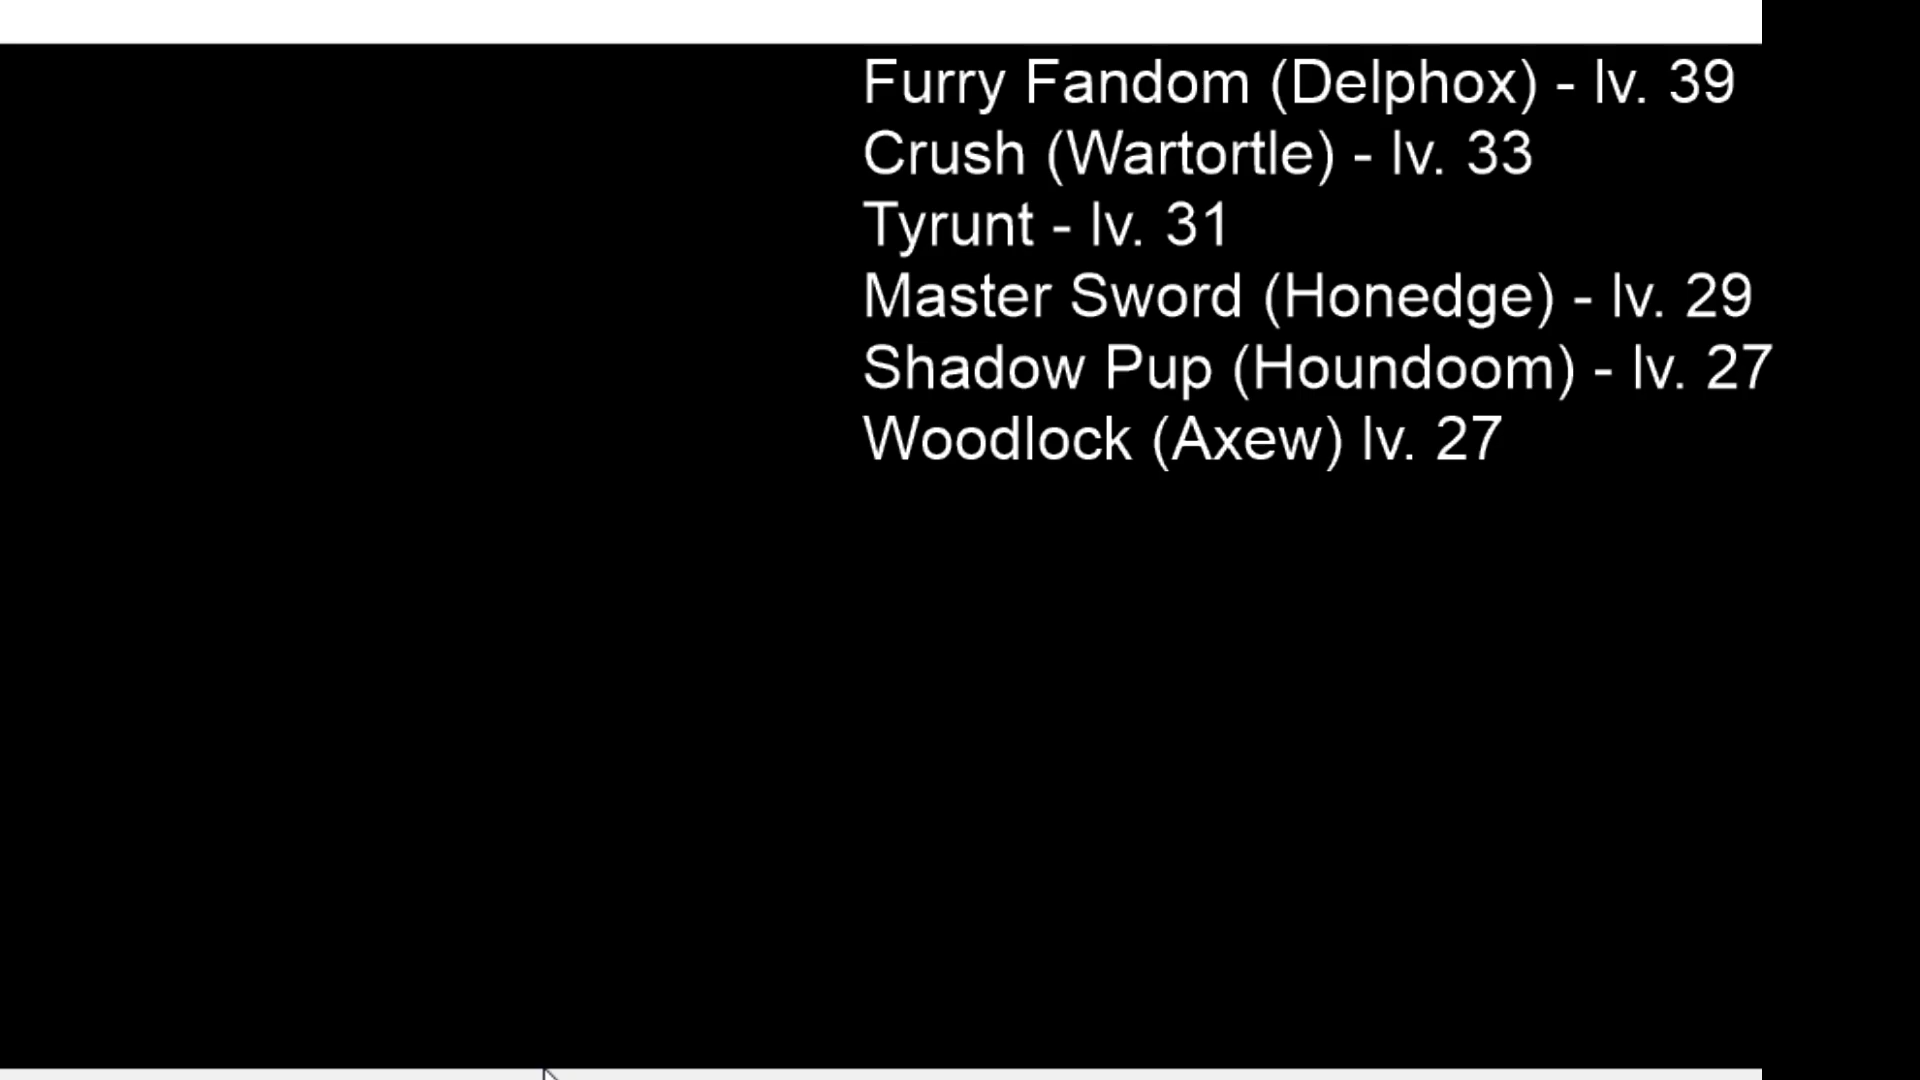 Furry Fandom (Delphox) - lv. 39
Crush (Wartortle) - lv. 33
Tyrunt - lv. 31
Master Sword (Honedge) - lv. 29
Shadow Pup (Houndoom) - lv. 27
Woodlock (Axew) lv. 27